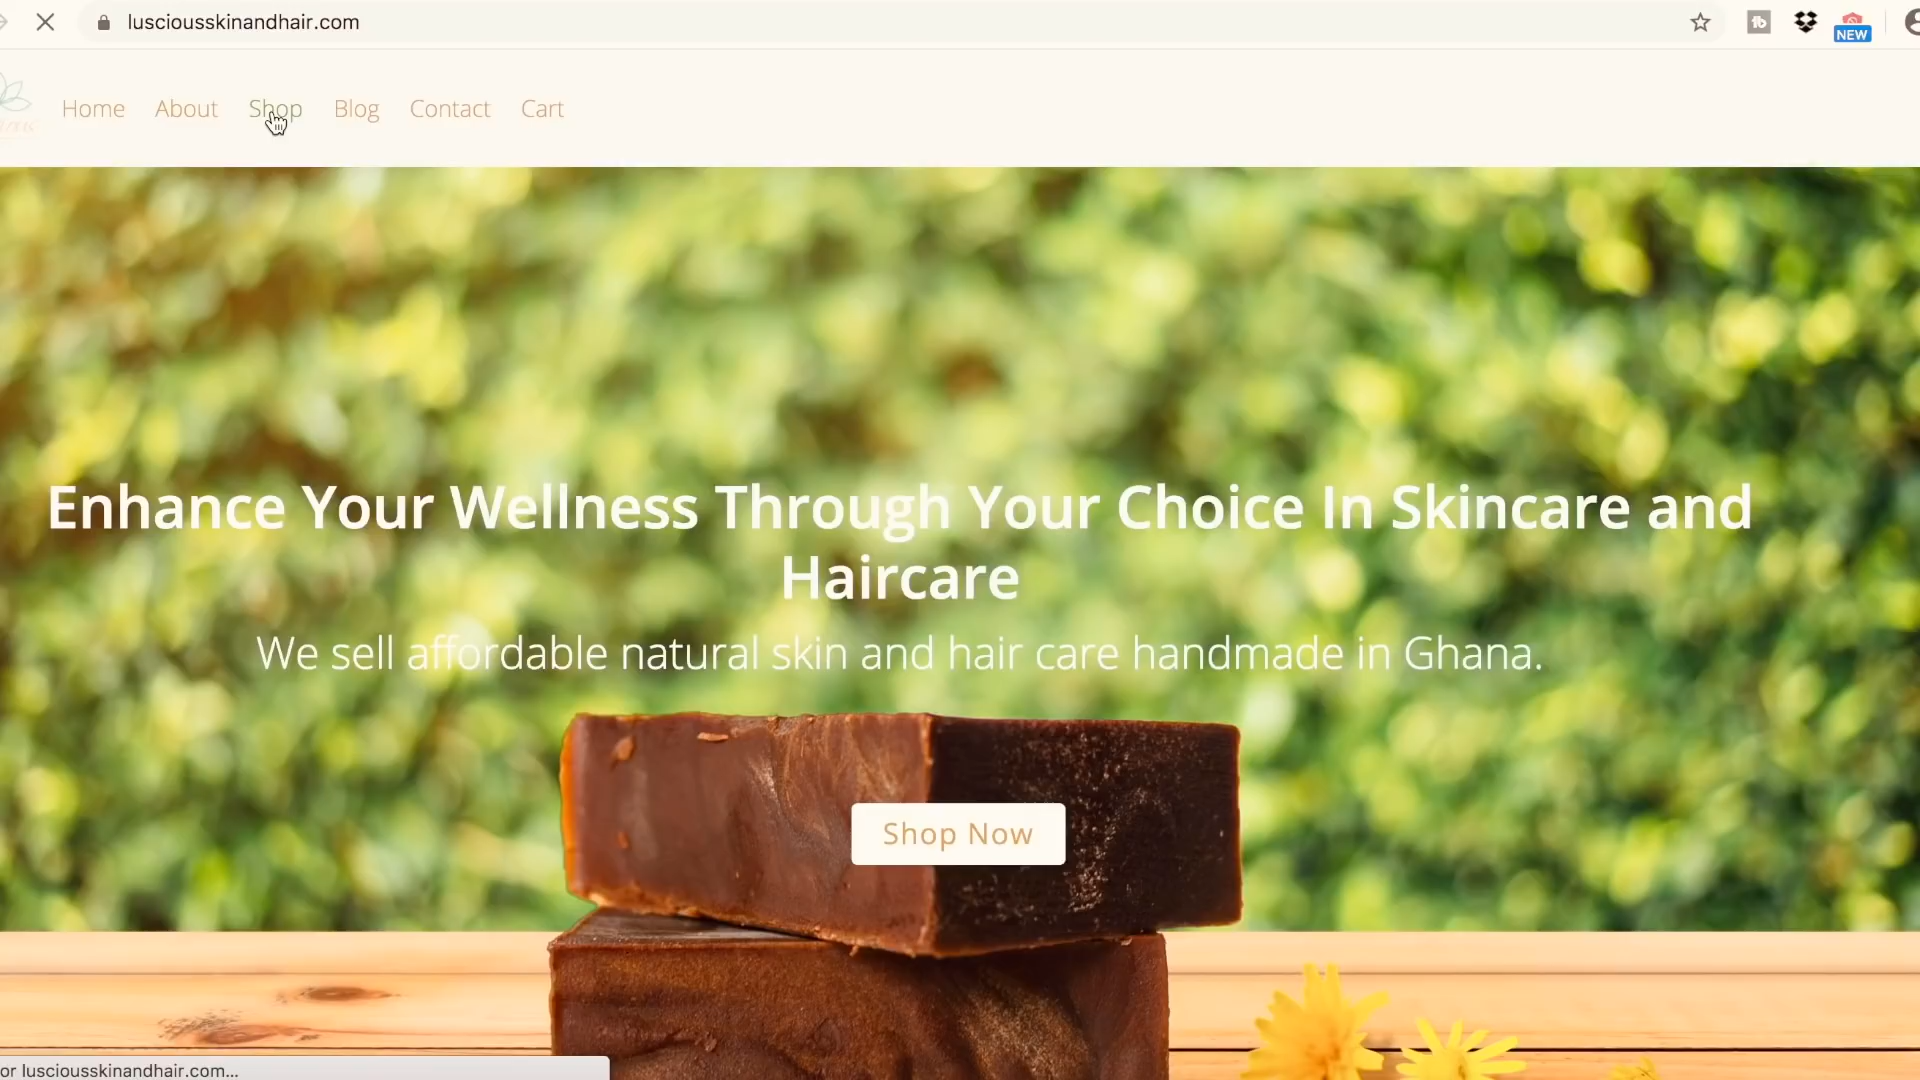 lusciousskinandhair.com
NEW
Home About Shop Blog Contact Cart
Enhance Your Wellness Through Your Choice In Skincare and
Haircare
We sell affordable natural skin and hair care handmade in Ghana.
Shop Now
or lusciousskinandhair.com...